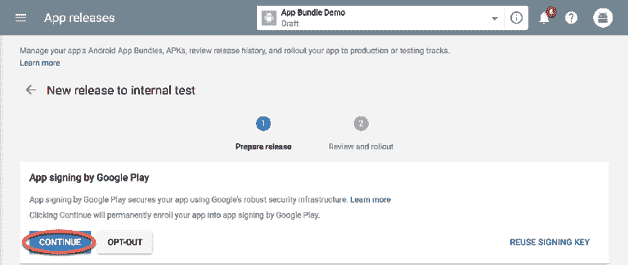 App releases
App Bundle Demo
Draft
Manage your app's Android App Bundles, APKs, review release history, and rollout your app to production or testing tracks.
Learn more
New release to internal test
1
2
Prepare release
Review and rollout
App signing by Google Play
App signing by Google Play secures your app using Google's robust security infrastructure. Learn more
Clicking Continue will permanently enroll your app into app signing by Google Play.
CONTINUE
OPT-OUT
REUSE SIGNING KEY